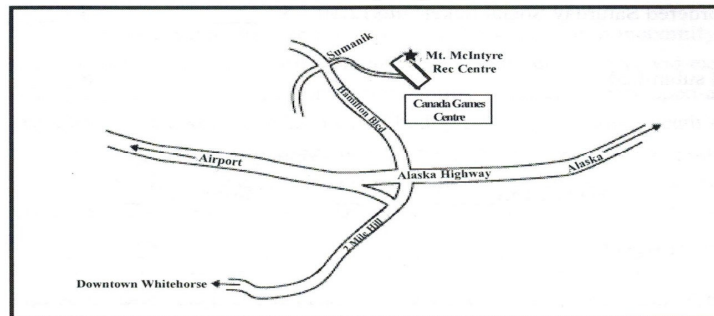 Sumanik
Mt. McIntyre
Rec Centre
Hamilton Blvd
Canada Games
Centre
Airport
Alaska Highway
Alaska
2 Mile Hill
Downtown Whitehorse